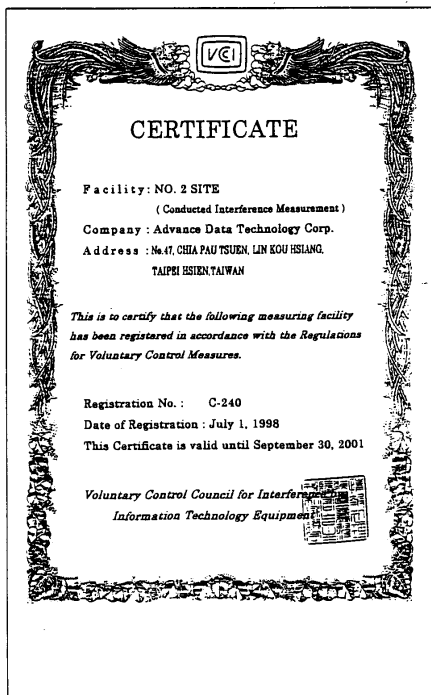 VCCI
CERTIFICATE
Facility: NO. 2 SITE
( Conducted Interference Measurement )
Company : Advance Data Technology Corp.
Address : No.47, CHIA PAU TSUEN, LIN KOU HSIANG,
TAIPEI HSIEN,TAIWAN
This is to certify that the following measuring facility
has been registered in accordance with the Regulations
for Voluntary Control Measures.
Registration No. : C-240
Date of Registration : July 1, 1998
This Certificate is valid until September 30, 2001
Voluntary Control Council for Interference
Information Technology Equipment